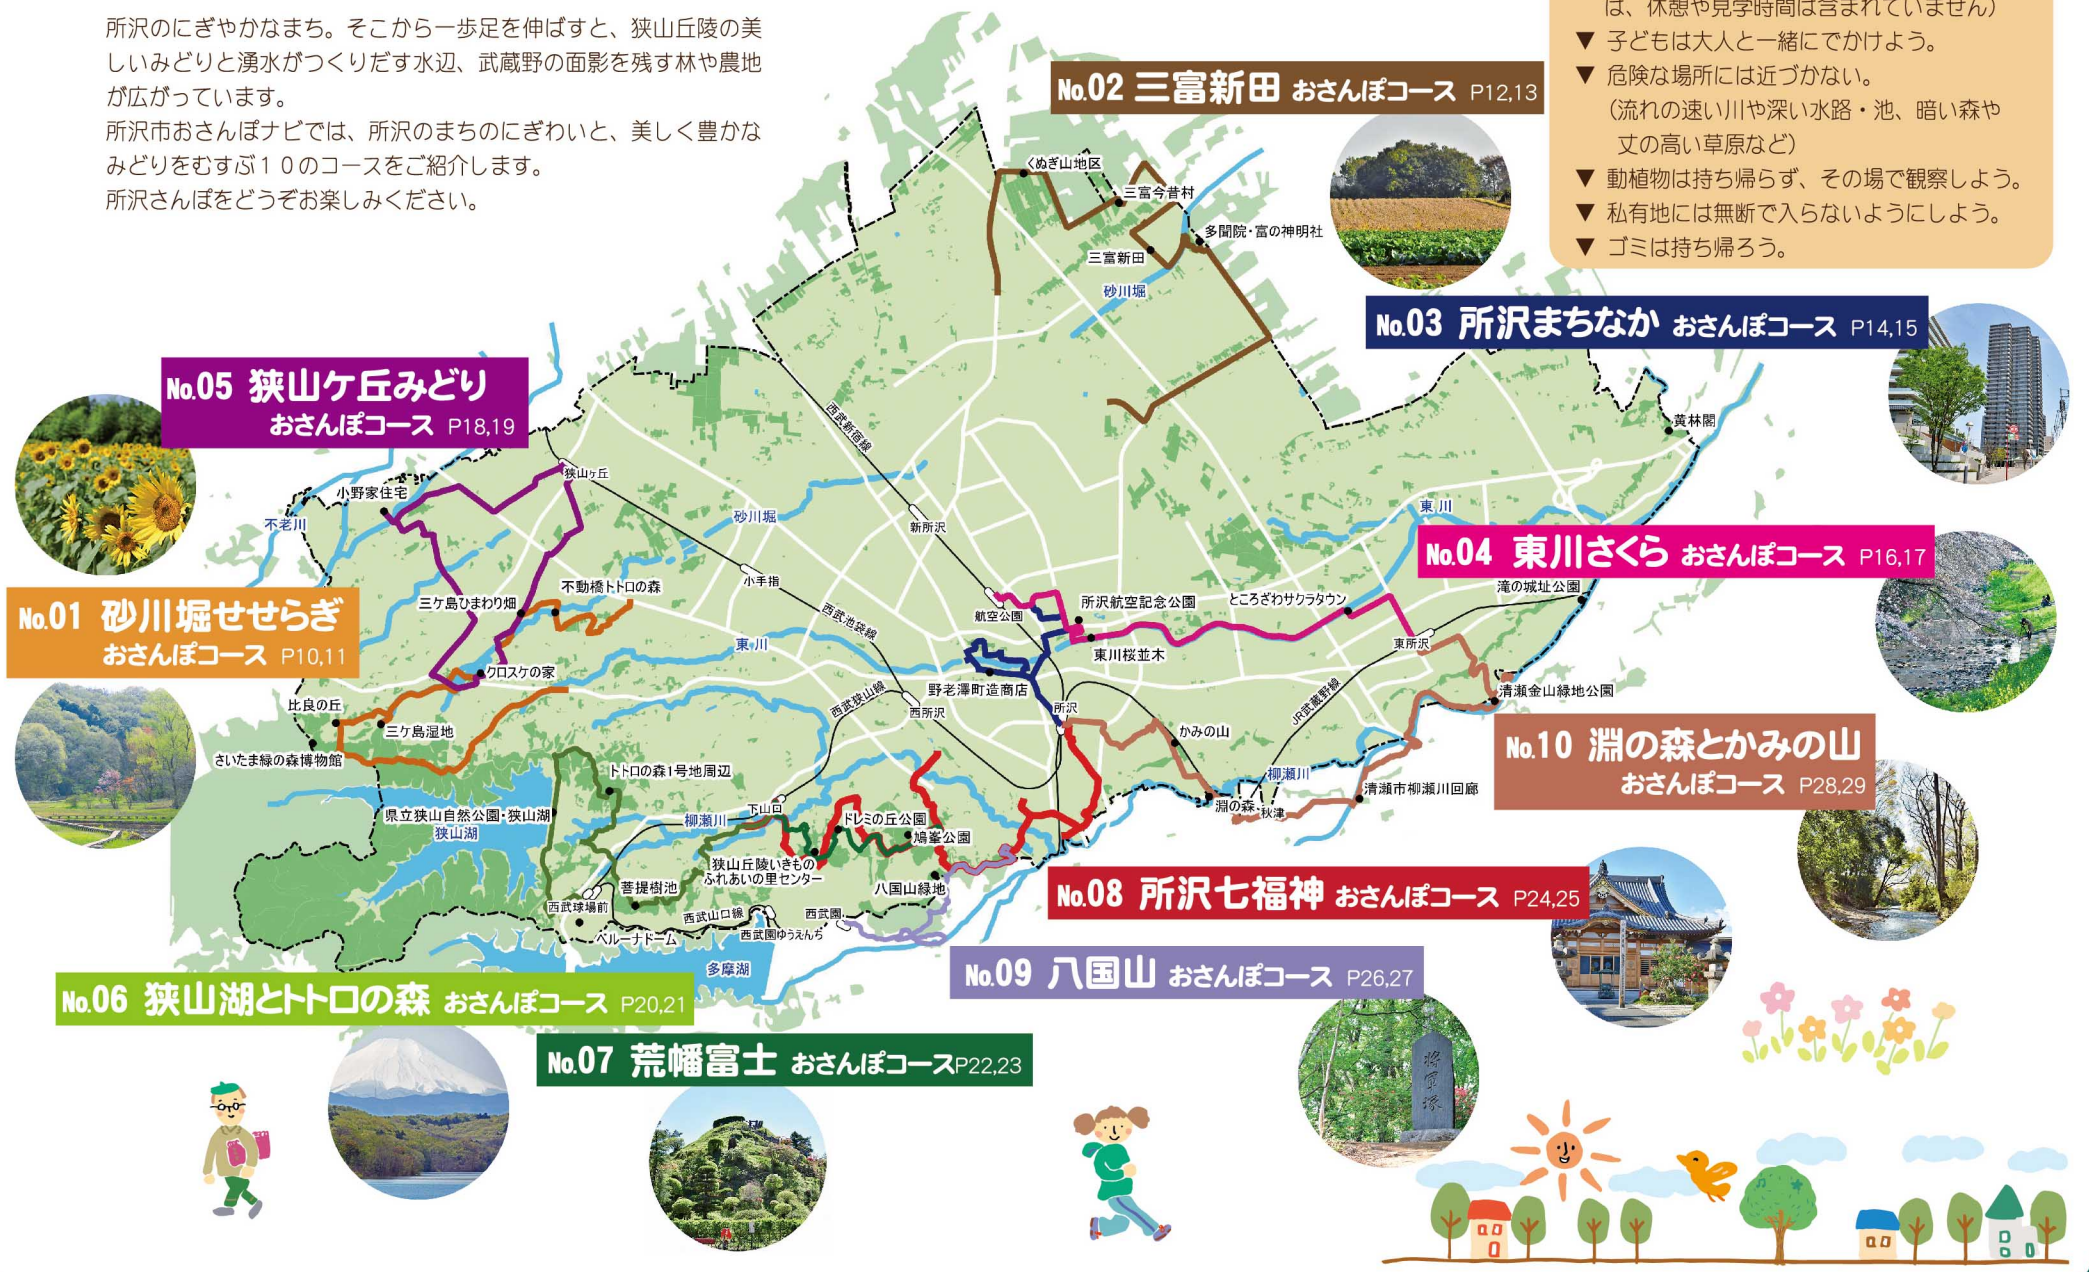 所沢のにぎやかなまち。そこから一歩足を伸ばすと、狭山丘陵の美
しいみどりと湧水がつくりだす水辺、武蔵野の面影を残す林や農地
が広がっています。
所沢市おさんぽナビでは、所沢のまちのにぎわいと、美しく豊かな
みどりをむすぶ１０のコースをご紹介します。
所沢さんぽをどうぞお楽しみください。
は、休憩や見学時間は含まれていません）
▼ 子どもは大人と一緒にでかけよう。
▼ 危険な場所には近づかない。
（流れの速い川や深い水路・池、暗い森や
丈の高い草原など）
▼ 動植物は持ち帰らず、その場で観察しよう。
▼ 私有地には無断で入らないようにしよう。
▼ ゴミは持ち帰ろう。
No.02 三富新田 おさんぽコース P12,13
くぬぎ山地区
三富今昔村
多聞院・富の神明社
三富新田
砂川堀
No.03 所沢まちなか おさんぽコース P14,15
No.05 狭山ケ丘みどり
おさんぽコース P18,19
黄林閣
西武新宿線
狭山ヶ丘
小野家住宅
不老川
砂川堀
新所沢
東川
No.04 東川さくら おさんぽコース P16,17
小手指
不動橋トトロの森
三ケ島ひまわり畑
滝の城址公園
所沢航空記念公園
ところざわサクラタウン
航空公園
西武池袋線
No.01 砂川堀せせらぎ
おさんぽコース P10,11
東川
東川桜並木
東所沢
クロスケの家
野老澤町造商店
清瀬金山緑地公園
西武狭山線
西所沢
所沢
JR武蔵野線
比良の丘
三ケ島湿地
かみの山
さいたま緑の森博物館
No.10 淵の森とかみの山
おさんぽコース P28,29
トトロの森1号地周辺
柳瀬川
清瀬市柳瀬川回廊
淵の森
秋津
県立狭山自然公園・狭山湖
狭山湖
下山口
柳瀬川
ドレミの丘公園
鳩峯公園
狭山丘陵いきもの
ふれあいの里センター
八国山緑地
菩提樹池
西武球場前
西武山口線
西武園
ベルーナドーム
西武園ゆうえんち
多摩湖
No.08 所沢七福神 おさんぽコース P24,25
No.09 八国山 おさんぽコース P26,27
No.06 狭山湖とトトロの森 おさんぽコース P20,21
No.07 荒幡富士 おさんぽコースP22,23
将軍塚